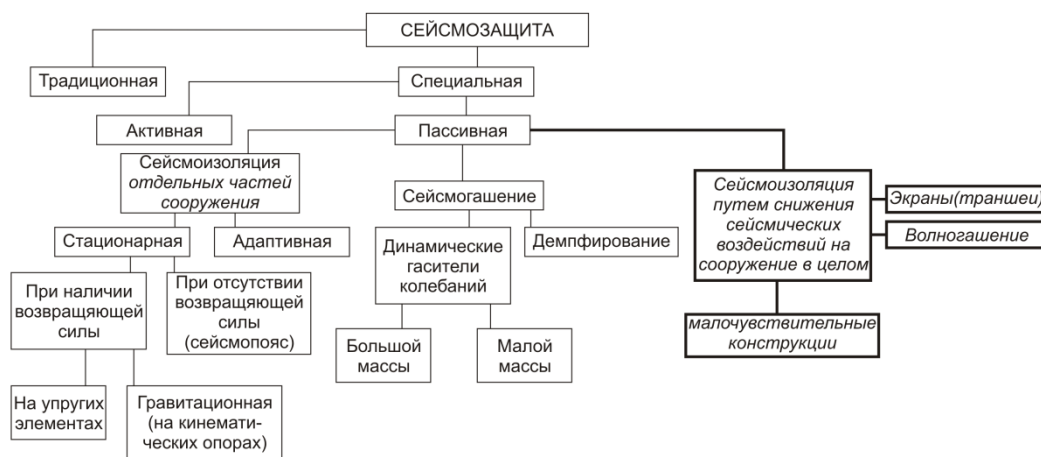 СЕЙСМОЗАЩИТА
Традиционная
Специальная
Активная
Пассивная
Сейсмоизоляция
отдельных частей
сооружения
Сейсмогашение
Сейсмоизоляция
путем снижения
сейсмических
воздействий на
сооружение в целом
Экраны(траншеи)
Волногашение
Стационарная
Адаптивная
Динамические
гасители
колебаний
Демпфирование
При наличии
возвращяющей
силы
При отсутствии
возвращяющей
силы
(сейсмопояс)
малочувствительные
конструкции
Большой
массы
Малой
массы
На упругих
элементах
Гравитационная
(на кинемати-
ческих опорах)